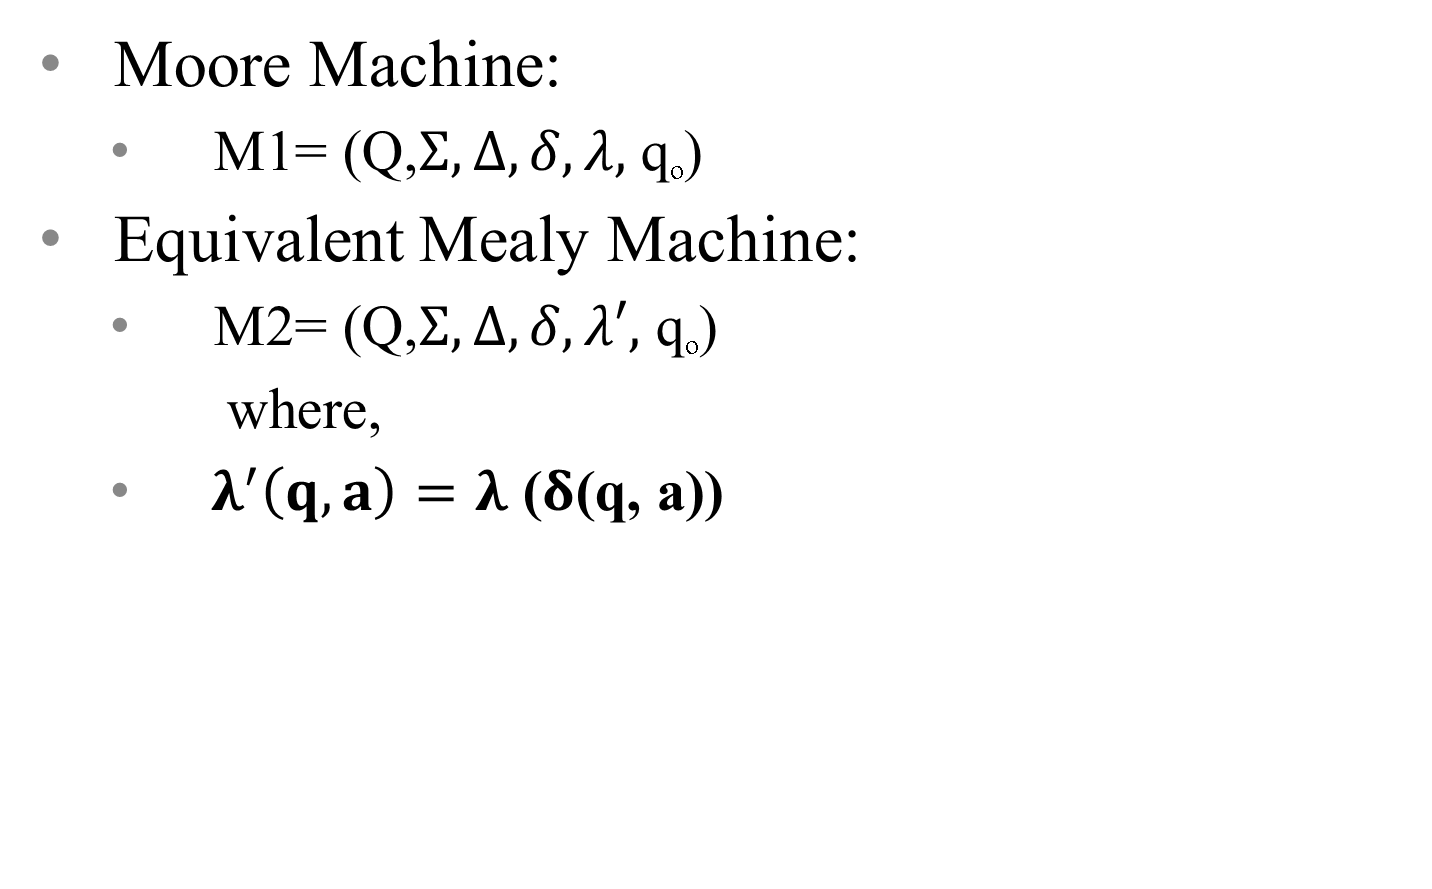 • Moore Machine:
• M1= (Q,Σ, Δ, 𝛿, 𝜆, qₒ)
• Equivalent Mealy Machine:
• M2= (Q,Σ, Δ, 𝛿, 𝜆′, qₒ)
where,
• 𝛌′(𝐪, 𝐚) = 𝛌 (𝛅(q, a))